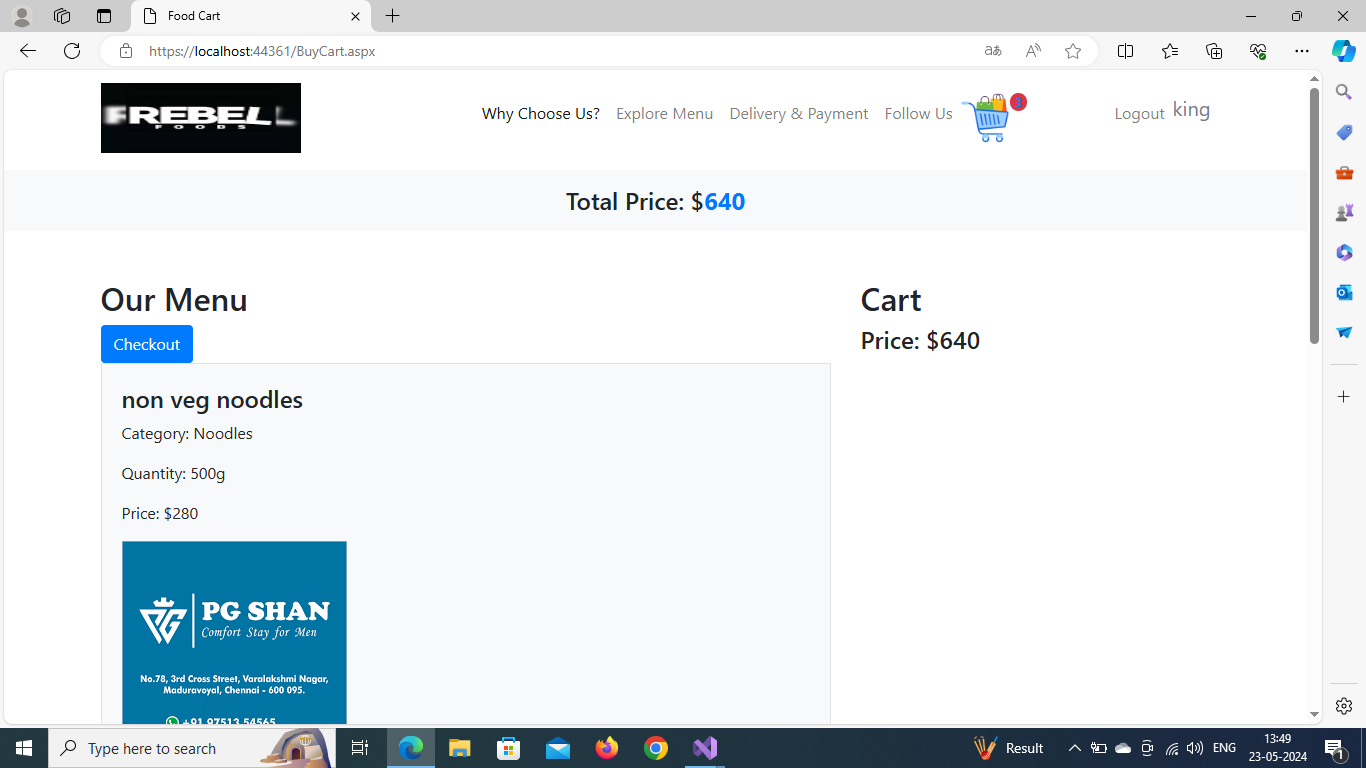 Food Cart
https://localhost:44361/BuyCart.aspx
FREBELL
FOODS
Why Choose Us? Explore Menu Delivery & Payment Follow Us 3 Logout king
Total Price: $640
Our Menu
Cart
Checkout
Price: $640
non veg noodles
Category: Noodles
Quantity: 500g
Price: $280
PG SHAN
Comfort Stay for Men
No.78, 3rd Cross Street, Varalakshmi Nagar,
Maduravoyal, Chennai - 600 095.
+91 97513 54565
Type here to search
Result
ENG
13:49
23-05-2024
1